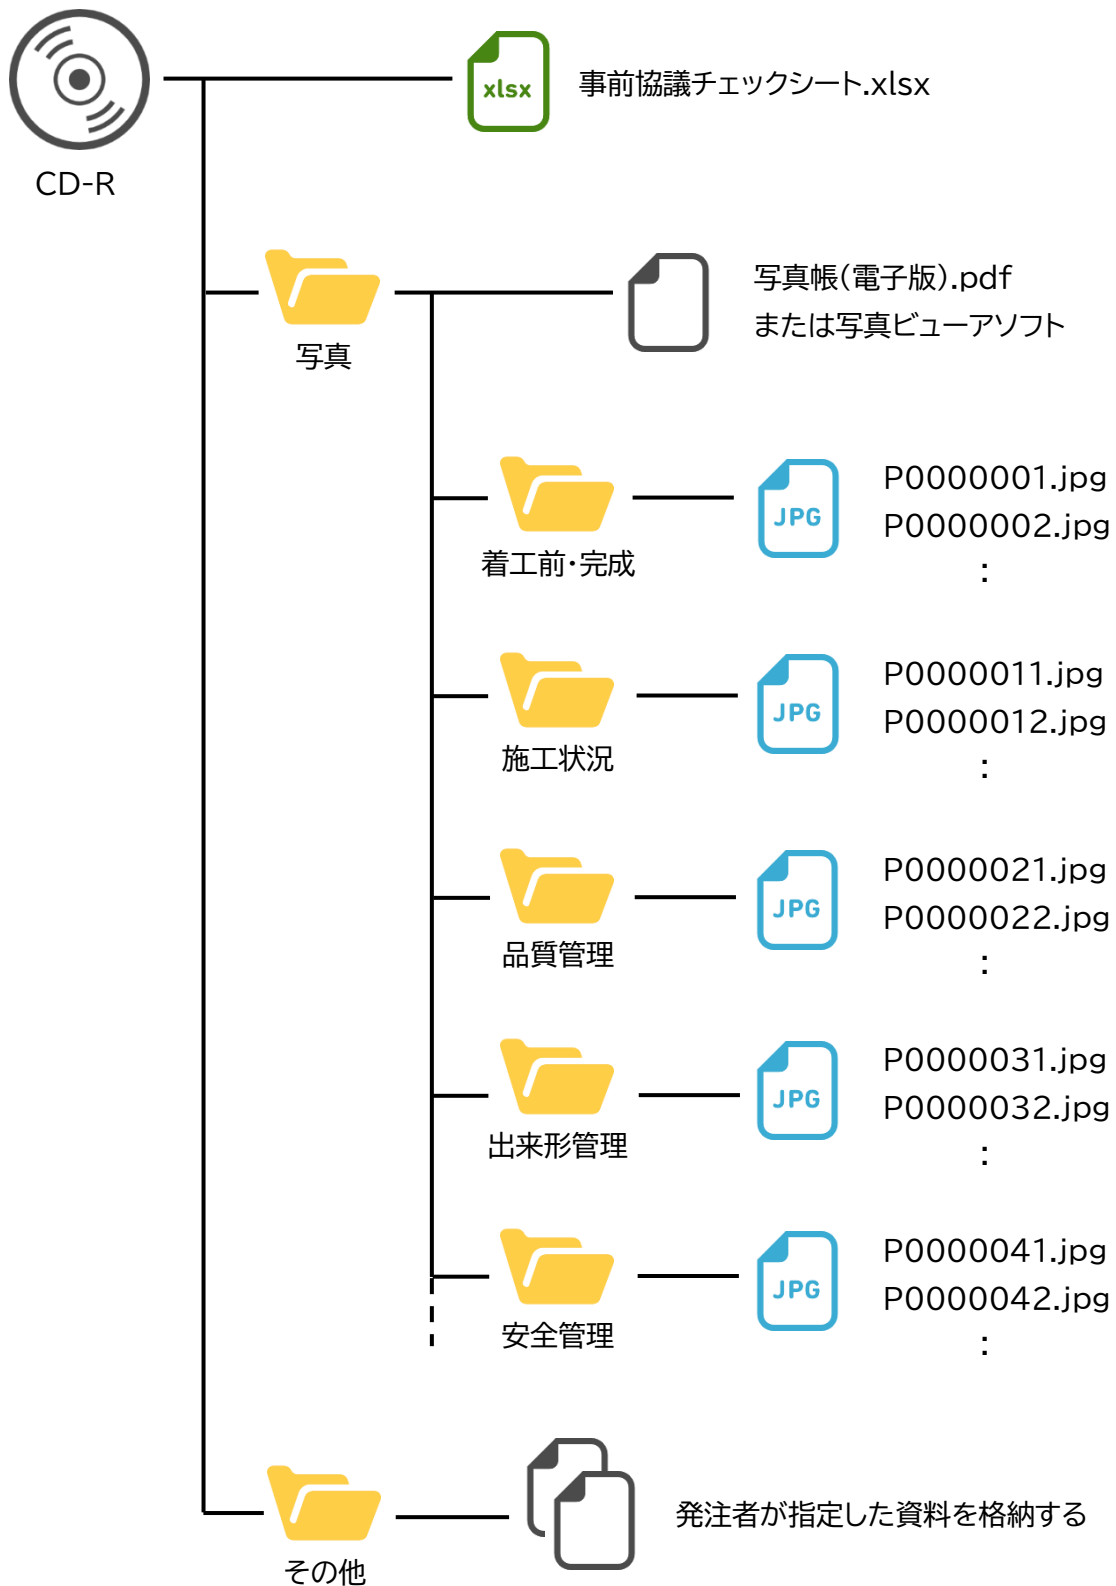 xlsx
事前協議チェックシート.xlsx
CD-R
写真帳(電子版).pdf
または写真ビューアソフト
写真
JPG
P0000001.jpg
P0000002.jpg
:
着工前・完成
JPG
P0000011.jpg
P0000012.jpg
:
施工状況
JPG
P0000021.jpg
P0000022.jpg
:
品質管理
JPG
P0000031.jpg
P0000032.jpg
:
出来形管理
JPG
P0000041.jpg
P0000042.jpg
:
安全管理
発注者が指定した資料を格納する
その他